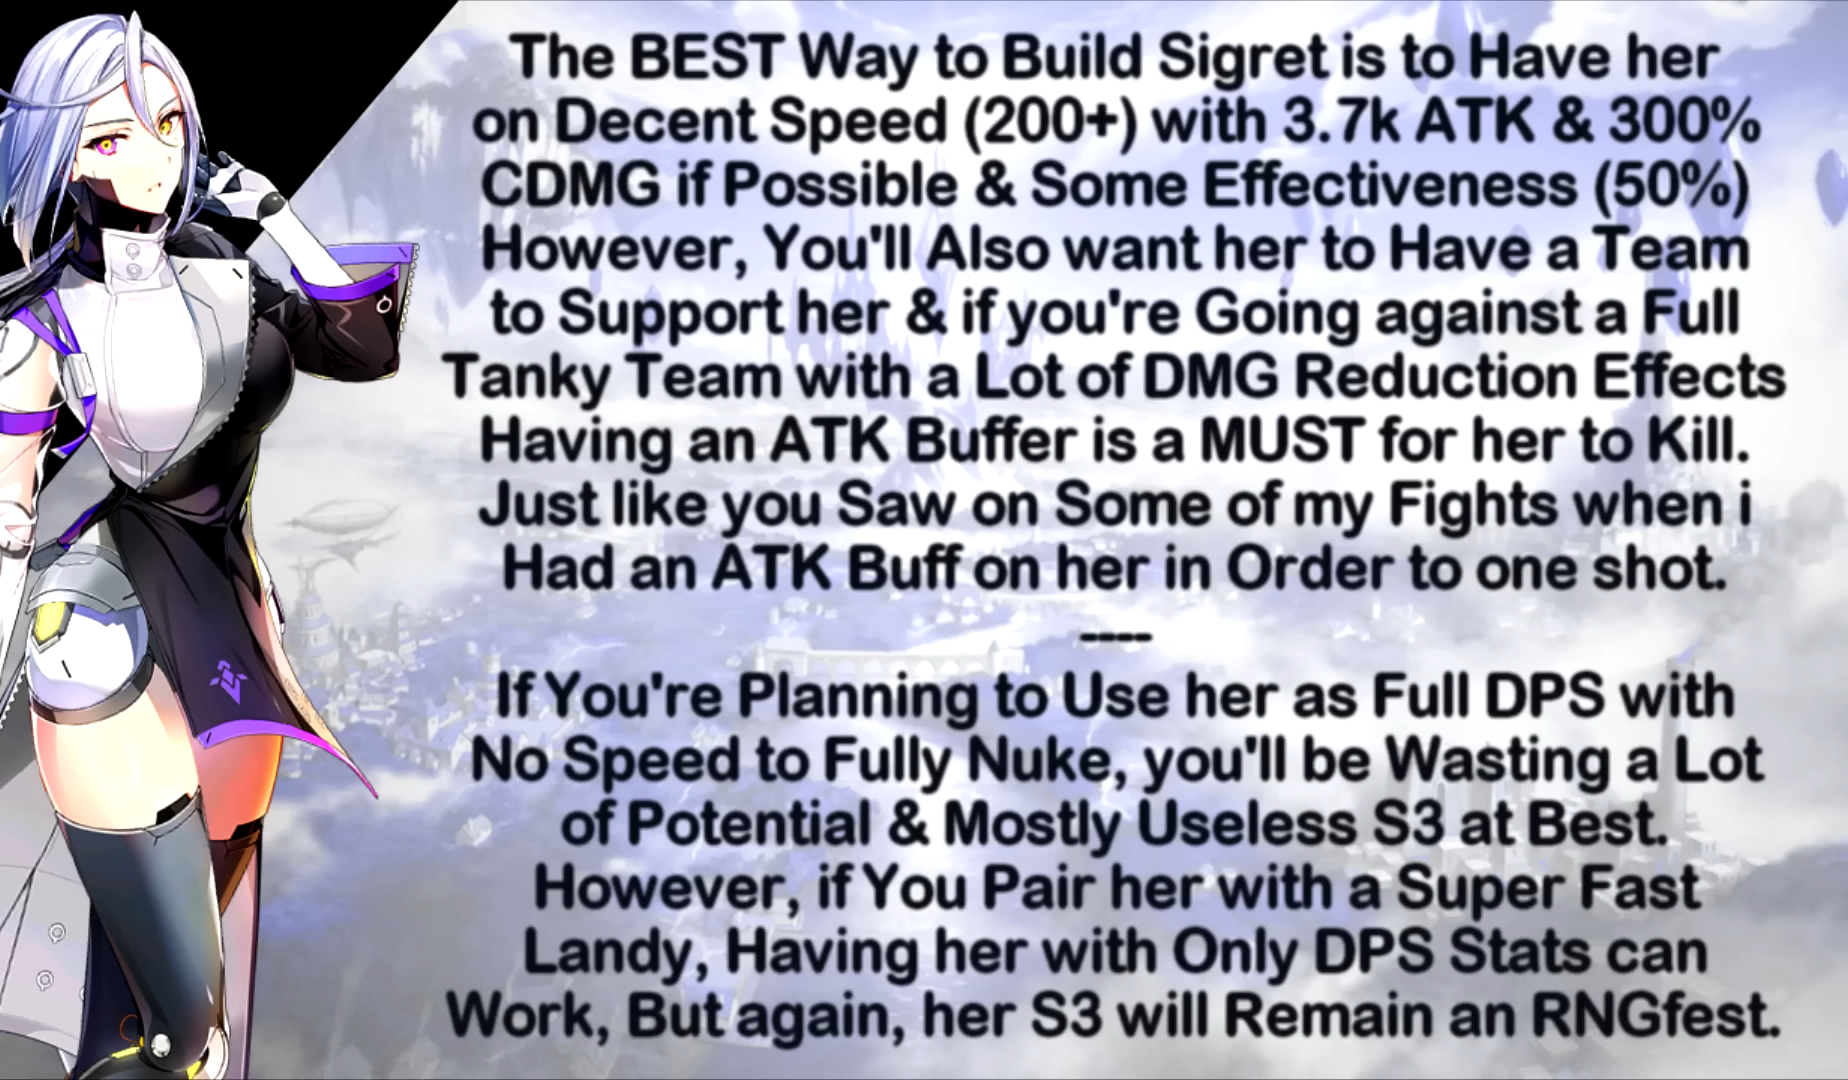 The BEST Way to Build Sigret is to Have her
on Decent Speed (200+) with 3.7k ATK & 300%
CDMG if Possible & Some Effectiveness (50%)
However, You'll Also want her to Have a Team
to Support her & if you're Going against a Full
Tanky Team with a Lot of DMG Reduction Effects
Having an ATK Buffer is a MUST for her to Kill.
Just like you Saw on Some of my Fights when i
Had an ATK Buff on her in Order to one shot.
----
If You're Planning to Use her as Full DPS with
No Speed to Fully Nuke, you'll be Wasting a Lot
of Potential & Mostly Useless S3 at Best.
However, if You Pair her with a Super Fast
Landy, Having her with Only DPS Stats can
Work, But again, her S3 will Remain an RNGfest.